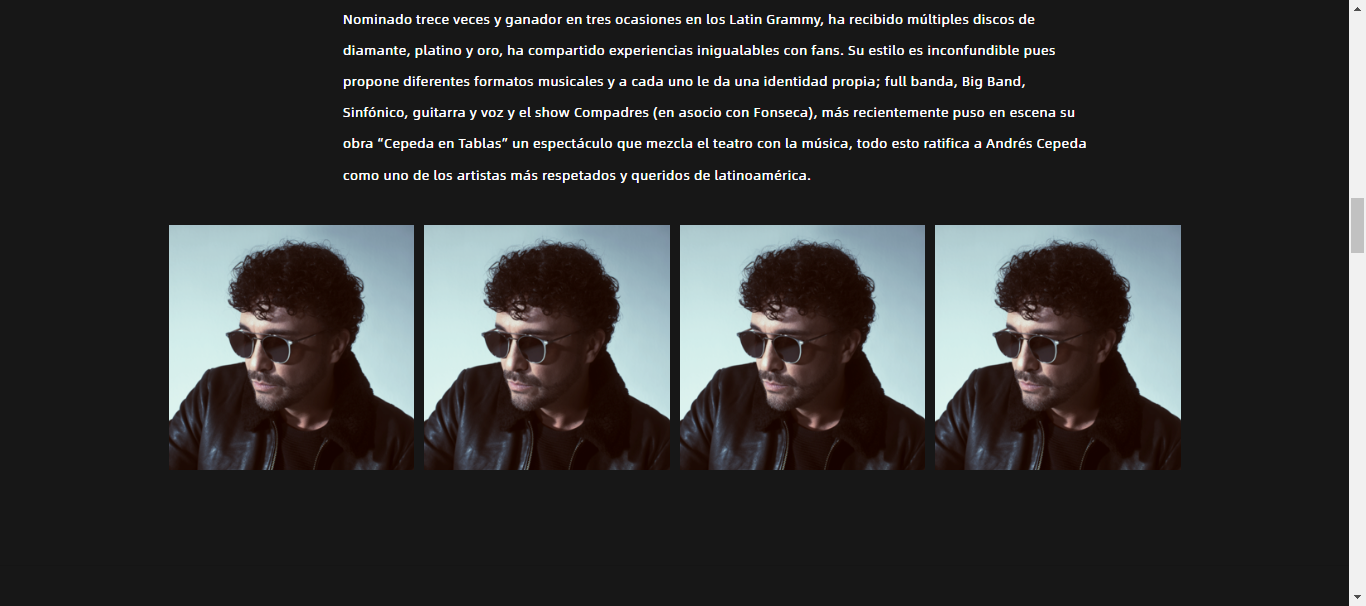 Nominado trece veces y ganador en tres ocasiones en los Latin Grammy, ha recibido múltiples discos de
diamante, platino y oro, ha compartido experiencias inigualables con fans. Su estilo es inconfundible pues
propone diferentes formatos musicales y a cada uno le da una identidad propia; full banda, Big Band,
Sinfónico, guitarra y voz y el show Compadres (en asocio con Fonseca), más recientemente puso en escena su
obra “Cepeda en Tablas” un espectáculo que mezcla el teatro con la música, todo esto ratifica a Andrés Cepeda
como uno de los artistas más respetados y queridos de latinoamérica.